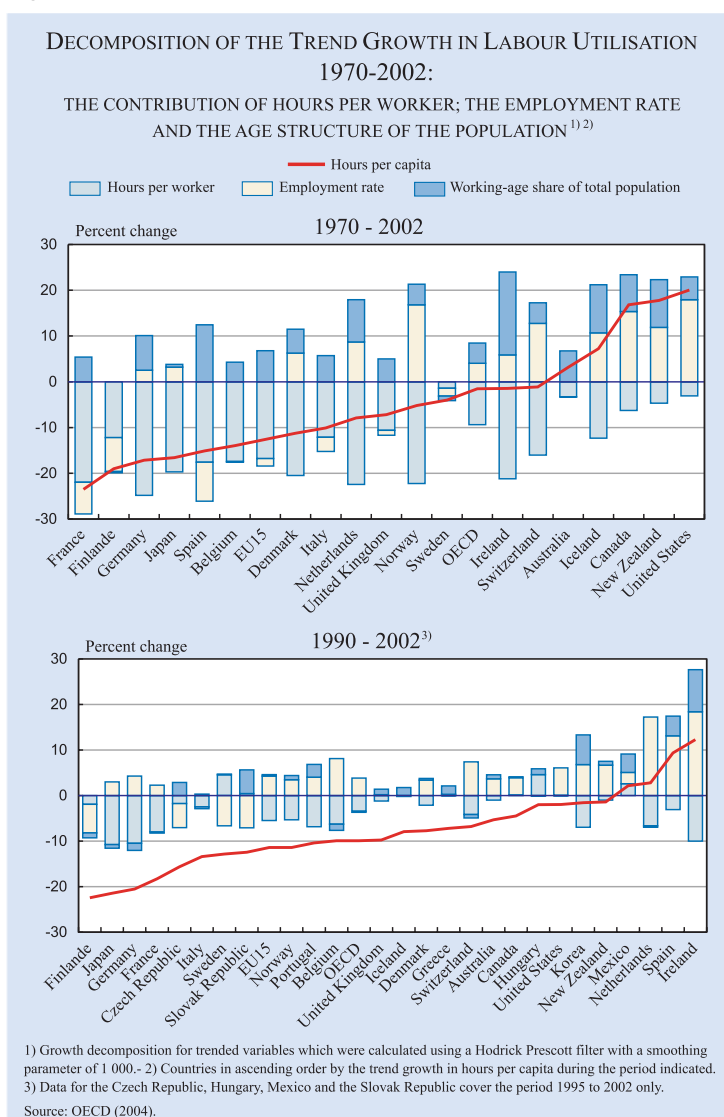 DECOMPOSITION OF THE TREND GROWTH IN LABOUR UTILISATION
1970-2002:
THE CONTRIBUTION OF HOURS PER WORKER; THE EMPLOYMENT RATE
AND THE AGE STRUCTURE OF THE POPULATION 1) 2)
Hours per capita
Hours per worker
Employment rate
Working-age share of total population
Percent change
1970 - 2002
30
20
10
0
-10
-20
-30
France
Finlande
Germany
Japan
Spain
Belgium
EU15
Denmark
Italy
Netherlands
United Kingdom
Norway
Sweden
OECD
Ireland
Switzerland
Australia
Iceland
Canada
New Zealand
United States
Percent change
1990 - 2002 3)
30
20
10
0
-10
-20
-30
Finlande
Japan
Germany
France
Czech Republic
Italy
Sweden
Slovak Republic
EU15
Norway
Portugal
Belgium
OECD
United Kingdom
Iceland
Denmark
Greece
Switzerland
Australia
Canada
Hungary
United States
Korea
New Zealand
Mexico
Netherlands
Spain
Ireland
1) Growth decomposition for trended variables which were calculated using a Hodrick Prescott filter with a smoothing
parameter of 1 000.- 2) Countries in ascending order by the trend growth in hours per capita during the period indicated.
3) Data for the Czech Republic, Hungary, Mexico and the Slovak Republic cover the period 1995 to 2002 only.
Source: OECD (2004).